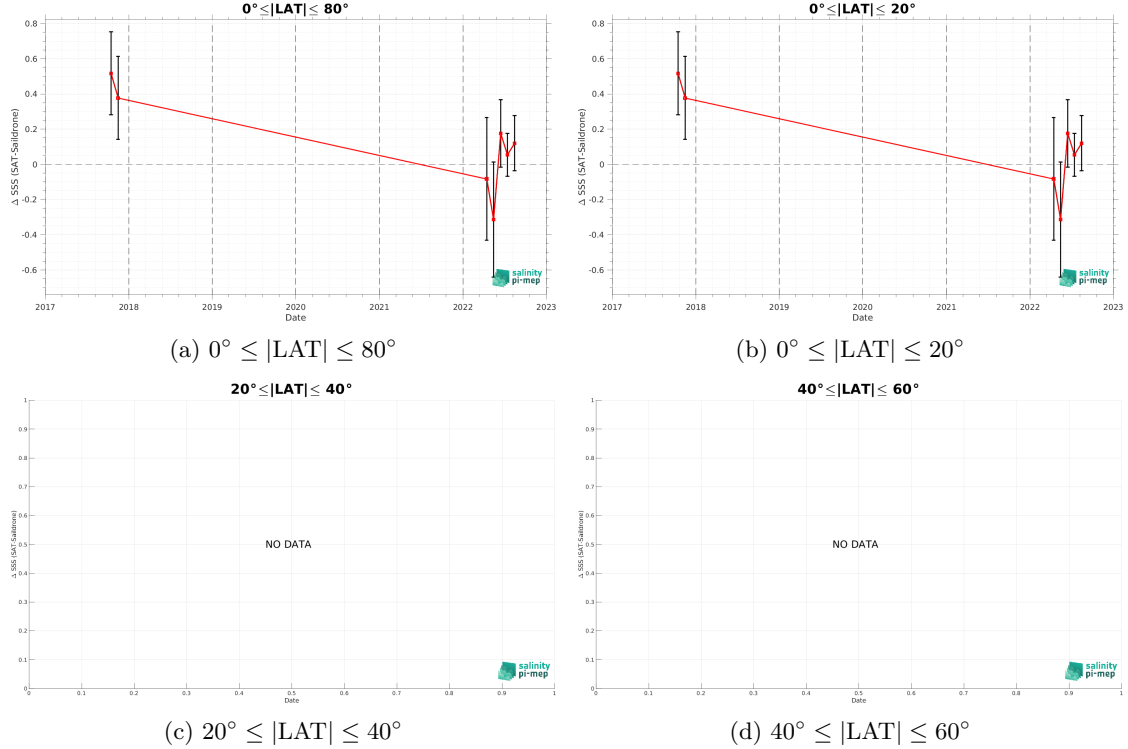 0°≤|LAT|≤ 80°
0.8
0.6
0.4
0.2
0
-0.2
-0.4
-0.6
Δ SSS (SAT-Saildrone)
2017 2018 2019 2020 2021 2022 2023
Date
salinity
pi-mep
(a) 0° ≤ |LAT| ≤ 80°
0°≤|LAT|≤ 20°
0.8
0.6
0.4
0.2
0
-0.2
-0.4
-0.6
Δ SSS (SAT-Saildrone)
2017 2018 2019 2020 2021 2022 2023
Date
salinity
pi-mep
(b) 0° ≤ |LAT| ≤ 20°
20°≤|LAT|≤ 40°
1
0.9
0.8
0.7
0.6
0.5
0.4
0.3
0.2
0.1
0
Δ SSS (SAT-Saildrone)
NO DATA
0 0.1 0.2 0.3 0.4 0.5 0.6 0.7 0.8 0.9 1
Date
salinity
pi-mep
(c) 20° ≤ |LAT| ≤ 40°
40°≤|LAT|≤ 60°
1
0.9
0.8
0.7
0.6
0.5
0.4
0.3
0.2
0.1
0
Δ SSS (SAT-Saildrone)
NO DATA
0 0.1 0.2 0.3 0.4 0.5 0.6 0.7 0.8 0.9 1
Date
salinity
pi-mep
(d) 40° ≤ |LAT| ≤ 60°